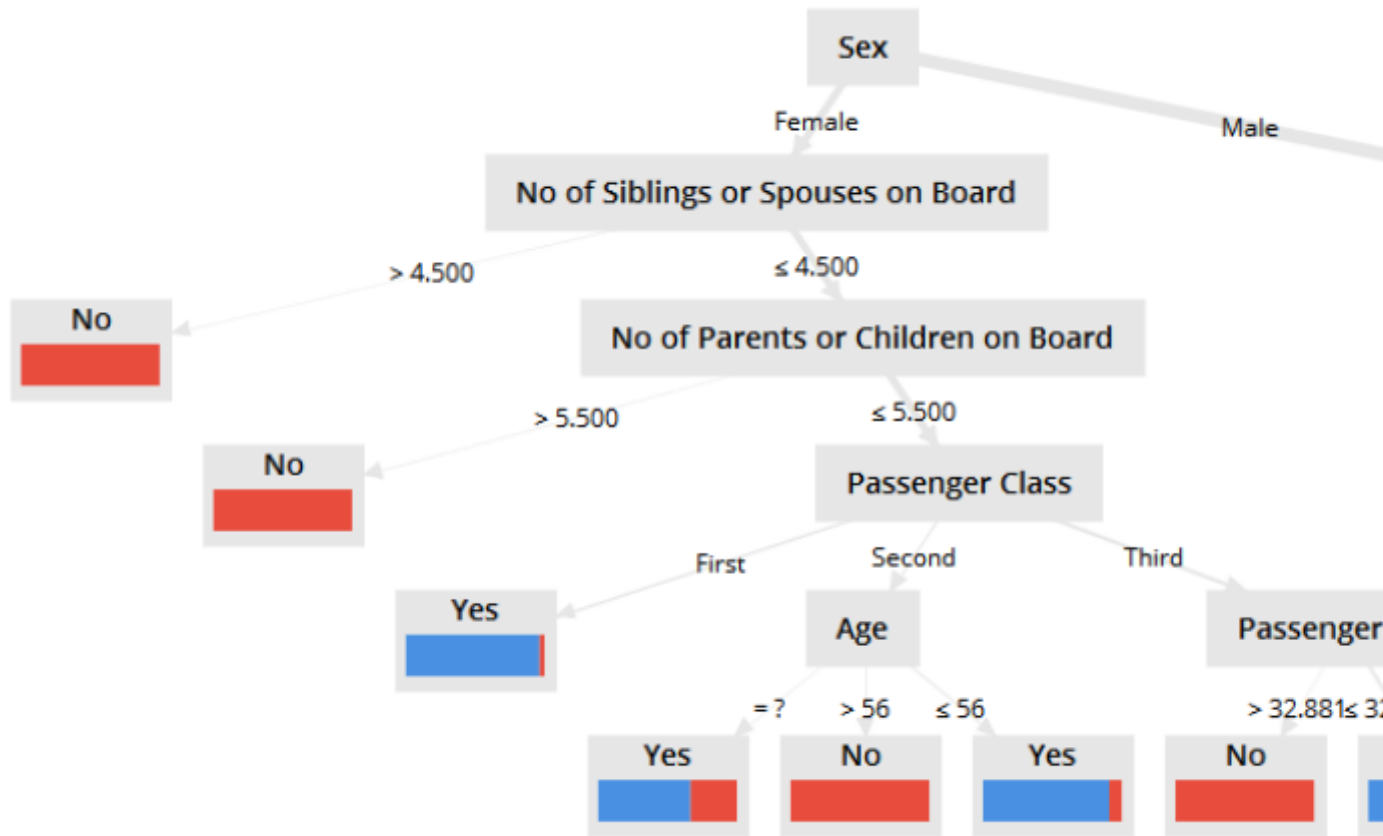 Sex
Female
Male
No of Siblings or Spouses on Board
> 4.500
≤ 4.500
No
No of Parents or Children on Board
> 5.500
≤ 5.500
No
Passenger Class
First
Second
Third
Yes
Age
Passenger
= ?
> 56
≤ 56
> 32.881
≤ 32
Yes
No
Yes
No